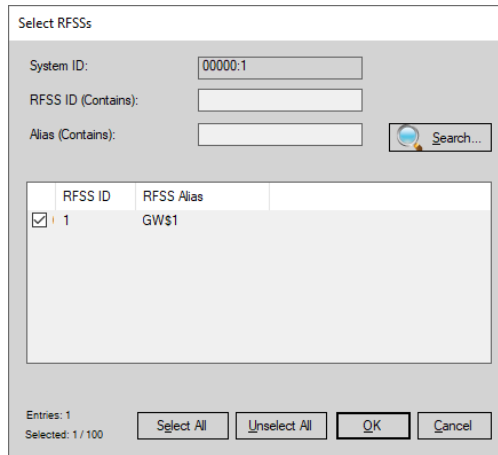 Select RFSSs
System ID: 00000:1
RFSS ID (Contains):
Alias (Contains): Search...
RFSS ID RFSS Alias
1 GW$1
Entries: 1
Selected: 1 / 100
Select All Unselect All OK Cancel